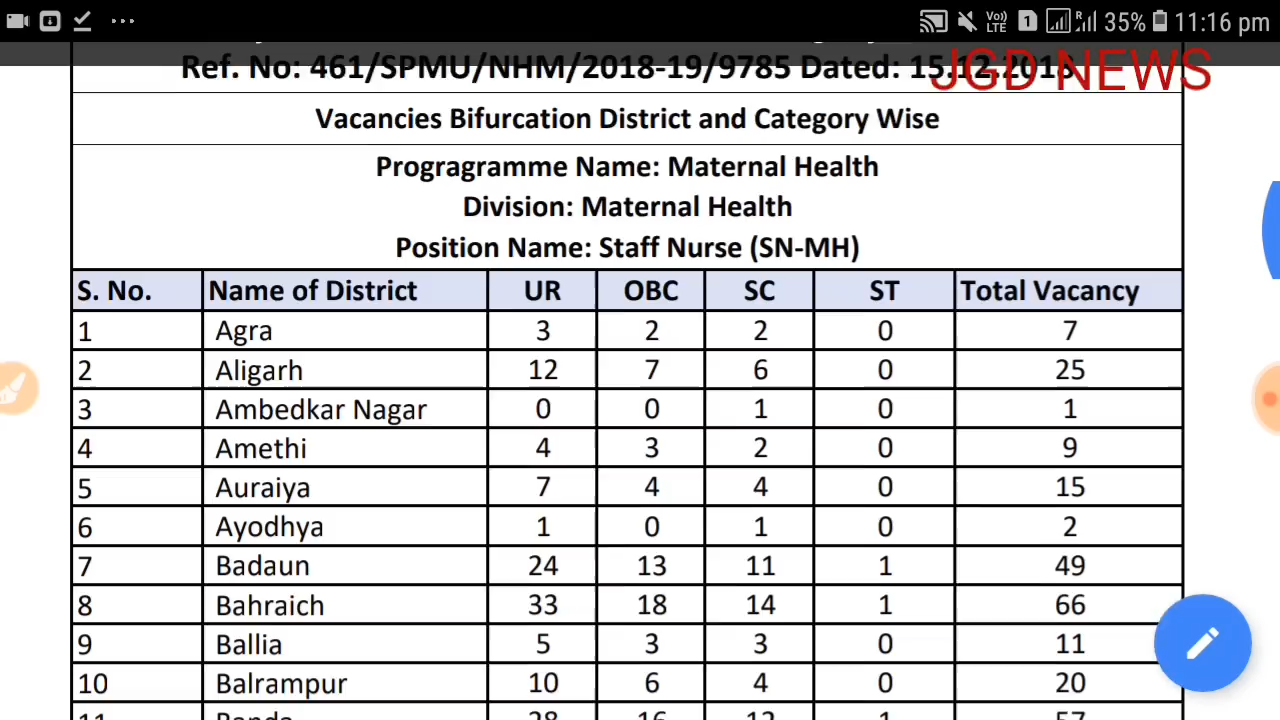 35% 11:16 pm
Vo))
LTE
1
R
Ref. No: 461/SPMU/NHM/2018-19/9785 Dated: 15.12.2018
JGD NEWS
Vacancies Bifurcation District and Category Wise
Progragramme Name: Maternal Health
Division: Maternal Health
Position Name: Staff Nurse (SN-MH)
S. No. Name of District UR OBC SC ST Total Vacancy
1 Agra 3 2 2 0 7
2 Aligarh 12 7 6 0 25
3 Ambedkar Nagar 0 0 1 0 1
4 Amethi 4 3 2 0 9
5 Auraiya 7 4 4 0 15
6 Ayodhya 1 0 1 0 2
7 Badaun 24 13 11 1 49
8 Bahraich 33 18 14 1 66
9 Ballia 5 3 3 0 11
10 Balrampur 10 6 4 0 20